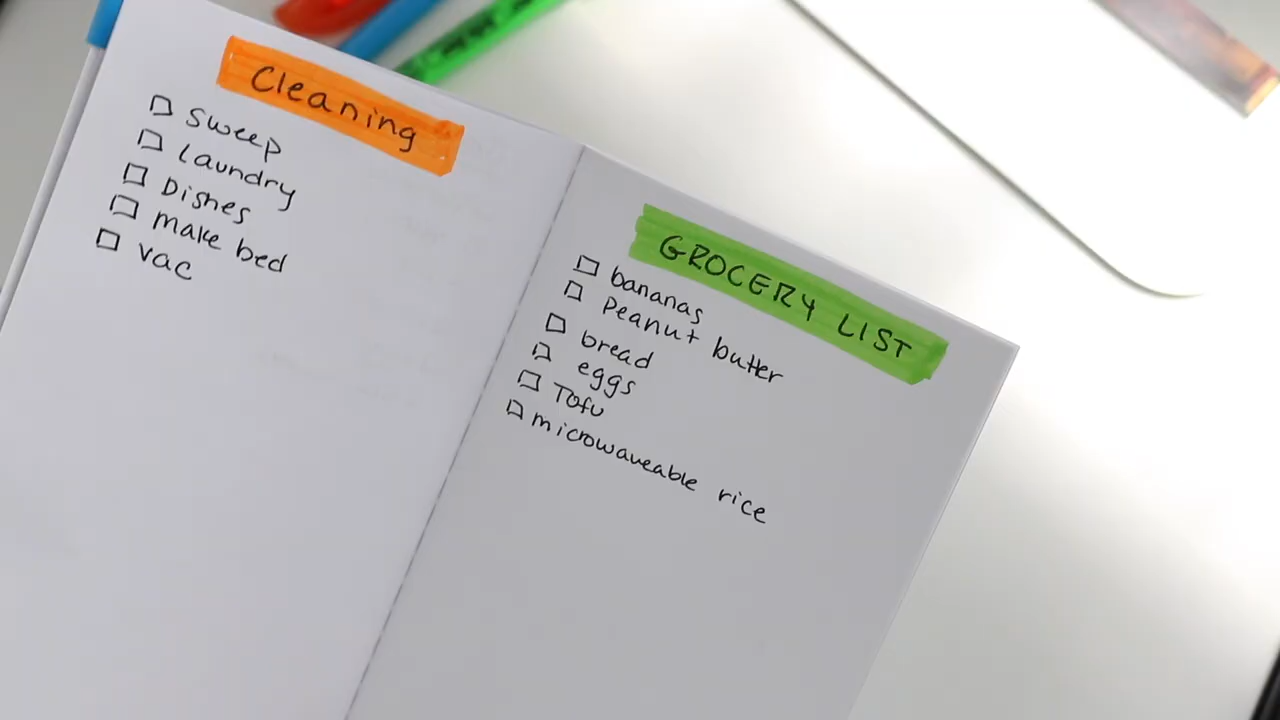 Cleaning
sweep
laundry
Dishes
make bed
vac
GROCERY LIST
bananas
Peanut butter
bread
eggs
Tofu
microwaveable rice